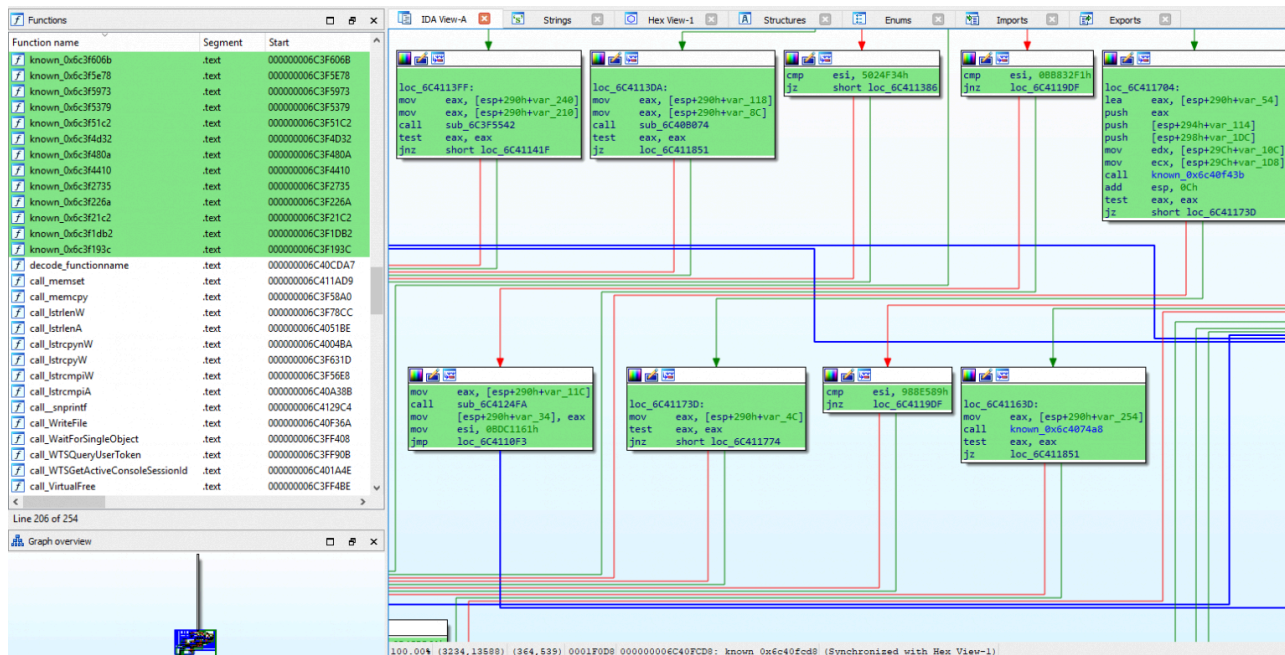 Functions
Function name Segment Start
known_0x6c3f606b .text 000000006C3F606B
known_0x6c3f5e78 .text 000000006C3F5E78
known_0x6c3f5973 .text 000000006C3F5973
known_0x6c3f5379 .text 000000006C3F5379
known_0x6c3f51c2 .text 000000006C3F51C2
known_0x6c3f4d32 .text 000000006C3F4D32
known_0x6c3f480a .text 000000006C3F480A
known_0x6c3f4410 .text 000000006C3F4410
known_0x6c3f2735 .text 000000006C3F2735
known_0x6c3f226a .text 000000006C3F226A
known_0x6c3f21c2 .text 000000006C3F21C2
known_0x6c3f1db2 .text 000000006C3F1DB2
known_0x6c3f193c .text 000000006C3F193C
decode_functionname .text 000000006C40CDA7
call_memset .text 000000006C411AD9
call_memcpy .text 000000006C3F58A0
call_lstrlenW .text 000000006C3F78CC
call_lstrlenA .text 000000006C4051BE
call_lstrcpynW .text 000000006C4004BA
call_lstrcpyW .text 000000006C3F631D
call_lstrcmpiW .text 000000006C3F56E8
call_lstrcmpiA .text 000000006C40A38B
call__snprintf .text 000000006C4129C4
call_WriteFile .text 000000006C40F36A
call_WaitForSingleObject .text 000000006C3FF408
call_WTSQueryUserToken .text 000000006C3FF90B
call_WTSGetActiveConsoleSessionId .text 000000006C401A4E
call_VirtualFree .text 000000006C3FF4BE
Line 206 of 254
Graph overview
IDA View-A Strings Hex View-1 Structures Enums Imports Exports
loc_6C4113FF:
mov eax, [esp+290h+var_240]
mov eax, [esp+290h+var_210]
call sub_6C3F5542
test eax, eax
jnz short loc_6C41141F
loc_6C4113DA:
mov eax, [esp+290h+var_118]
mov eax, [esp+290h+var_8C]
call sub_6C40B074
test eax, eax
jz loc_6C411851
cmp esi, 5024F34h
jz short loc_6C411386
cmp esi, 0BB832F1h
jnz loc_6C4119DF
loc_6C411704:
lea eax, [esp+290h+var_54]
push eax
push [esp+294h+var_114]
push [esp+298h+var_1DC]
mov edx, [esp+29Ch+var_10C]
mov ecx, [esp+29Ch+var_1D8]
call known_0x6c40f43b
add esp, 0Ch
test eax, eax
jz short loc_6C41173D
mov eax, [esp+290h+var_11C]
call sub_6C4124FA
mov [esp+290h+var_34], eax
mov esi, 0BDC1161h
jmp loc_6C4110F3
loc_6C41173D:
mov eax, [esp+290h+var_4C]
test eax, eax
jnz short loc_6C411774
cmp esi, 988E589h
jnz loc_6C4119DF
loc_6C41163D:
mov eax, [esp+290h+var_254]
call known_0x6c4074a8
test eax, eax
jz loc_6C411851
100.00% (3234,13588) (364,539) 0001F0D8 000000006C40FCD8: known_0x6c40fcd8 (Synchronized with Hex View-1)